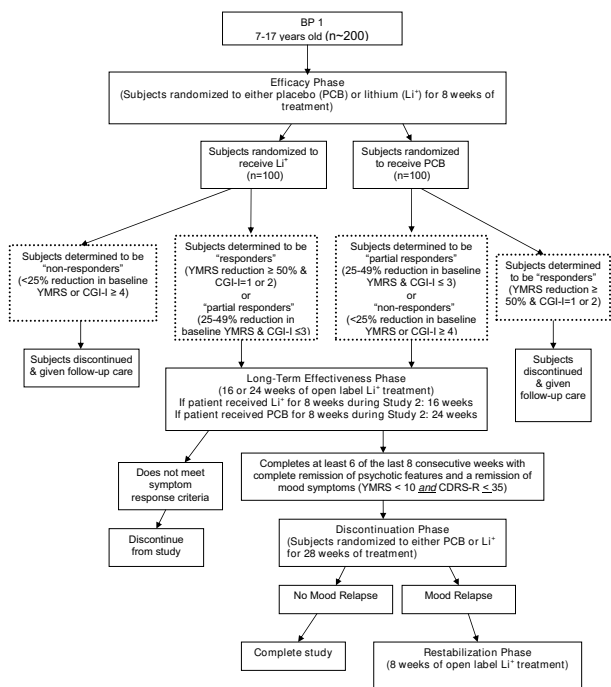 BP 1
7-17 years old (n~200)
Efficacy Phase
(Subjects randomized to either placebo (PCB) or lithium (Li⁺) for 8 weeks of
treatment)
Subjects randomized to
receive Li⁺
(n=100)
Subjects randomized
to receive PCB
(n=100)
Subjects determined to be
“non-responders”
(<25% reduction in baseline
YMRS or CGI-I ≥ 4)
Subjects determined to be
“responders”
(YMRS reduction ≥ 50% &
CGI-I=1 or 2)
or
“partial responders”
(25-49% reduction in
baseline YMRS & CGI-I ≤3)
Subjects determined to be
“partial responders”
(25-49% reduction in baseline
YMRS & CGI-I ≤ 3)
or
“non-responders”
(<25% reduction in baseline
YMRS or CGI-I ≥ 4)
Subjects determined
to be “responders”
(YMRS reduction ≥
50% & CGI-I=1 or 2)
Subjects discontinued
& given follow-up care
Subjects
discontinued
& given
follow-up care
Long-Term Effectiveness Phase
(16 or 24 weeks of open label Li⁺ treatment)
If patient received Li⁺ for 8 weeks during Study 2: 16 weeks
If patient received PCB for 8 weeks during Study 2: 24 weeks
Does not meet
symptom
response criteria
Completes at least 6 of the last 8 consecutive weeks with
complete remission of psychotic features and a remission of
mood symptoms (YMRS < 10 and CDRS-R < 35)
Discontinue
from study
Discontinuation Phase
(Subjects randomized to either PCB or Li⁺
for 28 weeks of treatment)
No Mood Relapse
Mood Relapse
Complete study
Restabilization Phase
(8 weeks of open label Li⁺ treatment)